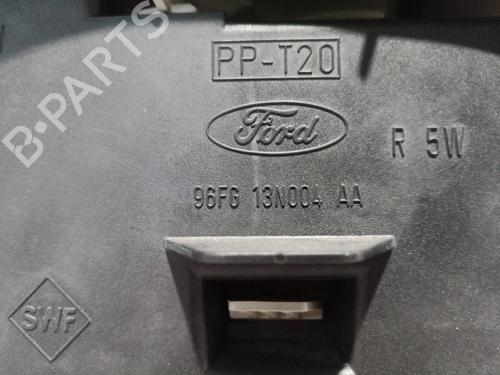 PP-T20
Ford
R 5W
96FG 13N004 AA
SWF
B-PARTS